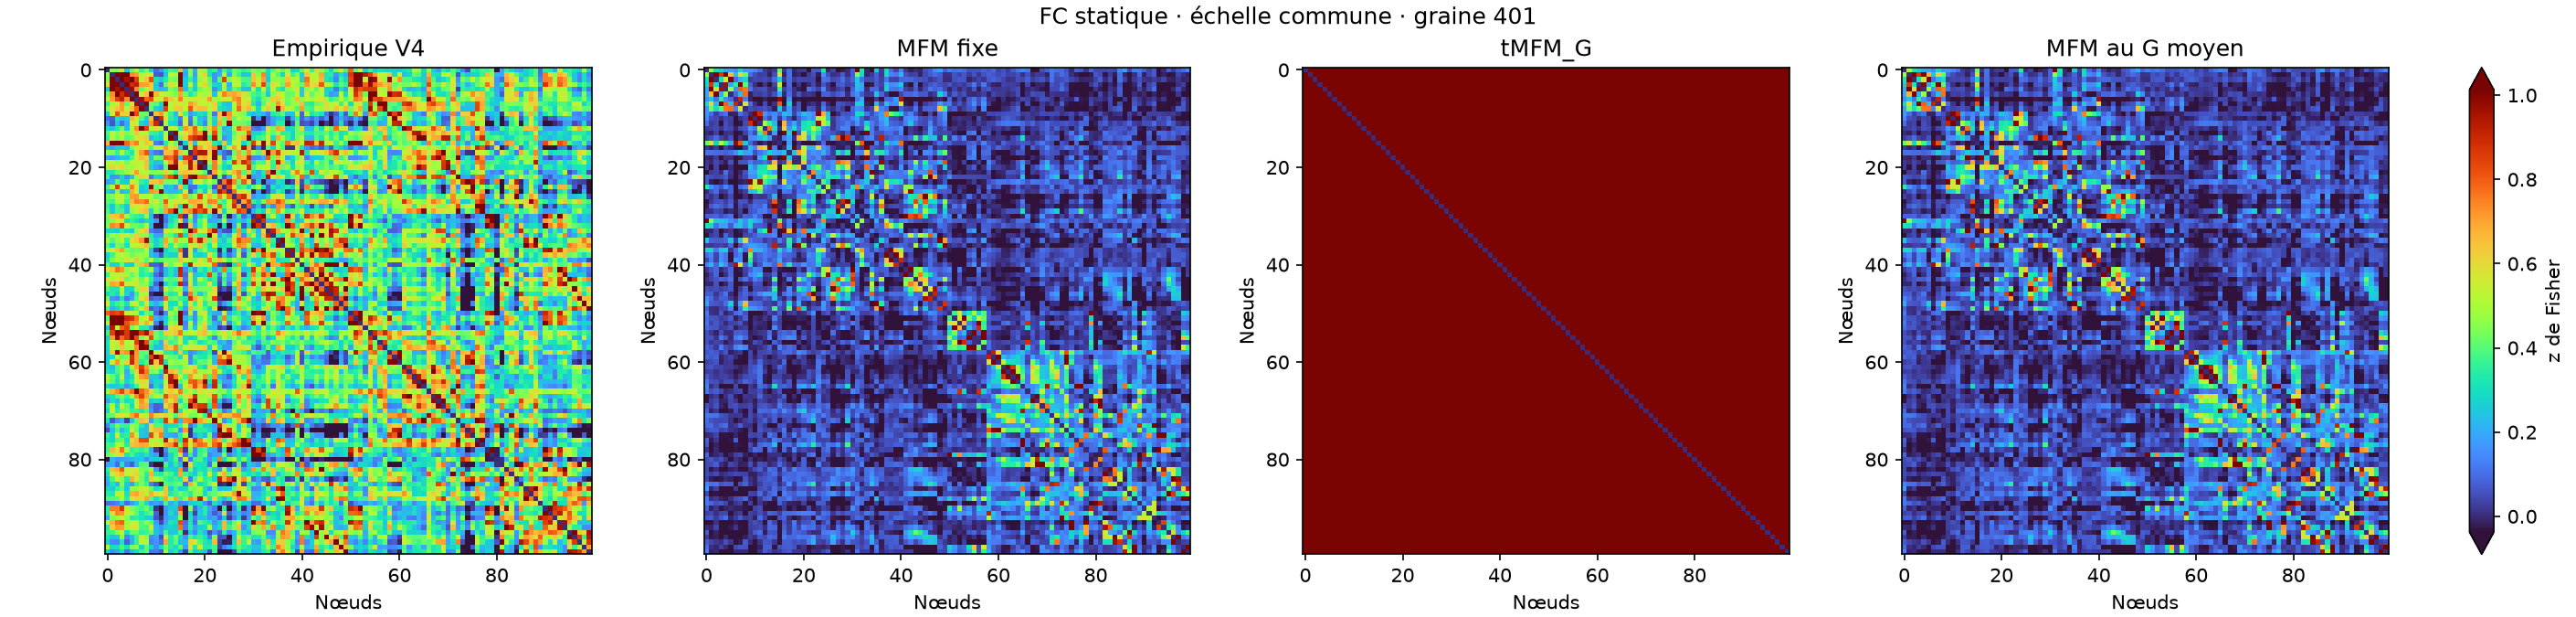 FC statique · échelle commune · graine 401
Empirique V4
0
20
40
60
80
Nœuds
0 20 40 60 80
Nœuds
MFM fixe
0
20
40
60
80
Nœuds
0 20 40 60 80
Nœuds
tMFM_G
0
20
40
60
80
Nœuds
0 20 40 60 80
Nœuds
MFM au G moyen
0
20
40
60
80
Nœuds
0 20 40 60 80
Nœuds
1.0
0.8
0.6
0.4
0.2
0.0
z de Fisher